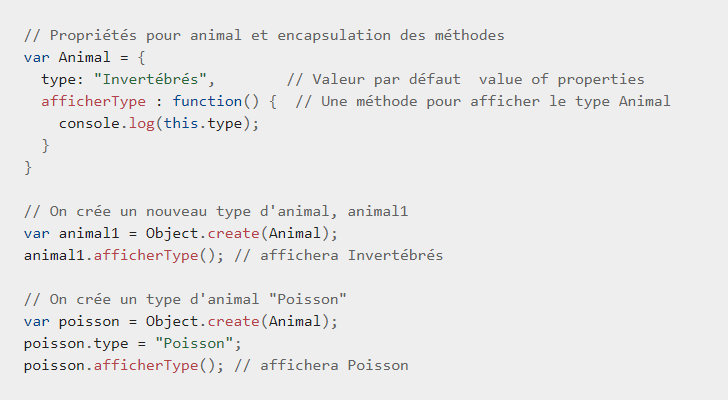 // Propriétés pour animal et encapsulation des méthodes
var Animal = {
  type: "Invertébrés",        // Valeur par défaut  value of properties
  afficherType : function() {  // Une méthode pour afficher le type Animal
    console.log(this.type);
  }
}

// On crée un nouveau type d'animal, animal1
var animal1 = Object.create(Animal);
animal1.afficherType(); // affichera Invertébrés

// On crée un type d'animal "Poisson"
var poisson = Object.create(Animal);
poisson.type = "Poisson";
poisson.afficherType(); // affichera Poisson